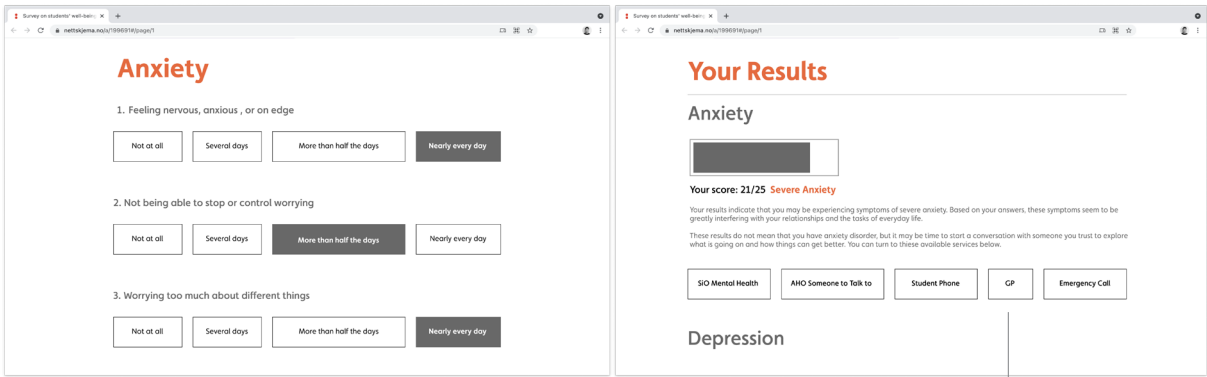 Survey on students' well-being
nettskjema.no/a/199691#/page/1
Anxiety
1. Feeling nervous, anxious , or on edge
Not at all
Several days
More than half the days
Nearly every day
2. Not being able to stop or control worrying
Not at all
Several days
More than half the days
Nearly every day
3. Worrying too much about different things
Not at all
Several days
More than half the days
Nearly every day
Survey on students' well-being
nettskjema.no/a/199691#/page/1
Your Results
Anxiety
Your score: 21/25 Severe Anxiety
Your results indicate that you may be experiencing symptoms of severe anxiety. Based on your answers, these symptoms seem to be
greatly interfering with your relationships and the tasks of everyday life.
These results do not mean that you have anxiety disorder, but it may be time to start a conversation with someone you trust to explore
what is going on and how things can get better. You can turn to thiese available services below.
SiO Mental Health
AHO Someone to Talk to
Student Phone
GP
Emergency Call
Depression